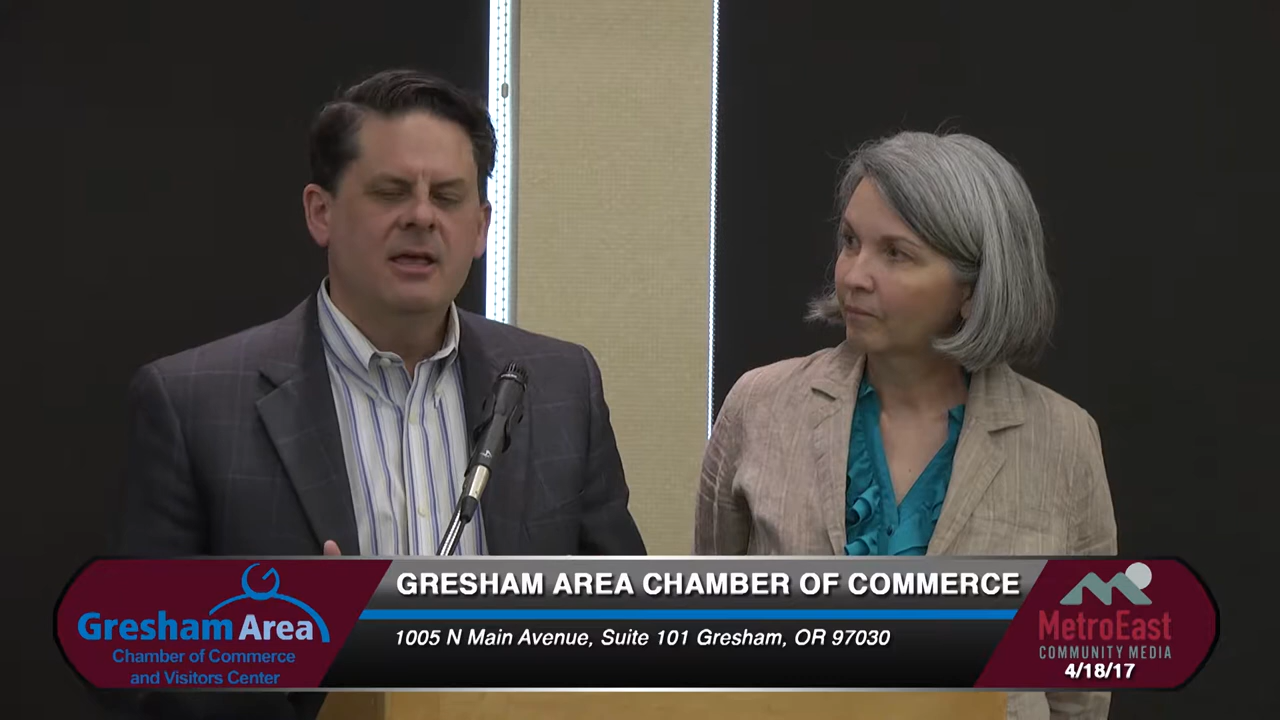 GRESHAM AREA CHAMBER OF COMMERCE
1005 N Main Avenue, Suite 101 Gresham, OR 97030
Gresham Area
Chamber of Commerce
and Visitors Center
MetroEast
COMMUNITY MEDIA
4/18/17